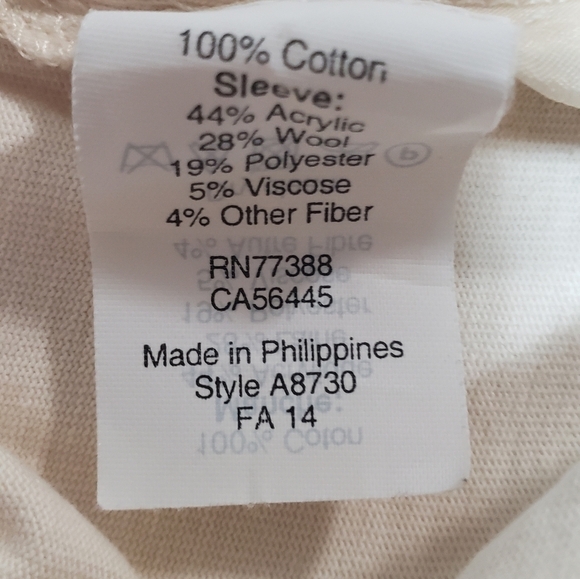 100% Cotton
Sleeve:
44% Acrylic
28% Wool
19% Polyester
5% Viscose
4% Other Fiber
RN77388
CA56445
Made in Philippines
Style A8730
FA 14